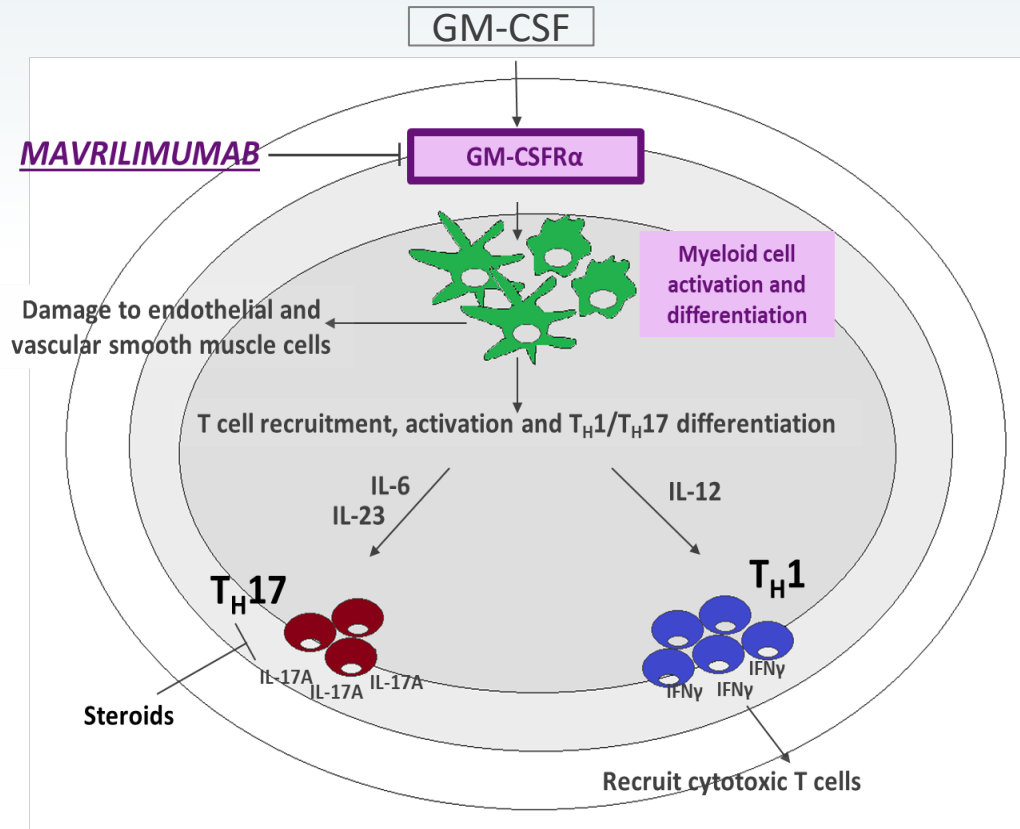 GM-CSF
MAVRILIMUMAB
GM-CSFRα
Myeloid cell
activation and
differentiation
Damage to endothelial and
vascular smooth muscle cells
T cell recruitment, activation and TH1/TH17 differentiation
IL-6
IL-23
IL-12
TH17
TH1
IL-17A
IL-17A
IL-17A
IFNγ
IFNγ
IFNγ
Steroids
Recruit cytotoxic T cells